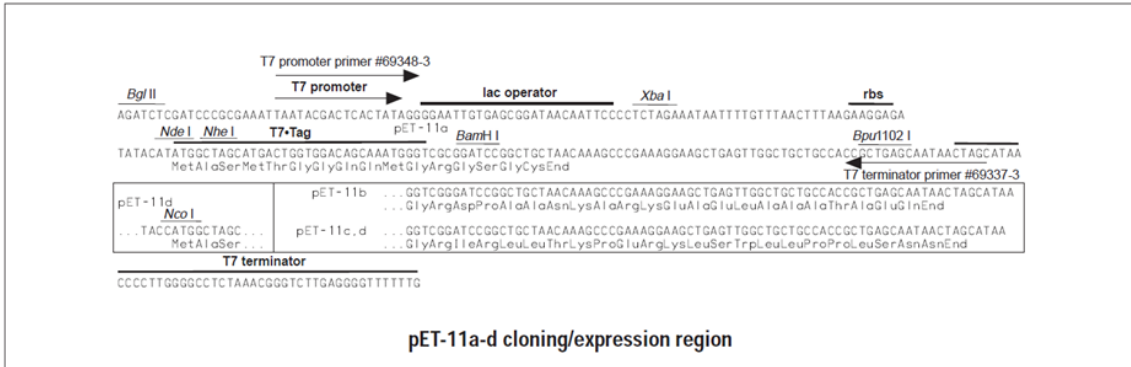 T7 promoter primer #69348-3
Bgl II T7 promoter lac operator Xba I rbs
AGATCTCGATCCCGCGAAATTAATACGACTCACTATAGGGGAATTGTGAGCGGATAACAATTCCCCTCTAGAAATAATTTTGTTTAACTTTAAGAAGGAGA
Nde I Nhe I T7•Tag pET-11a BamH I Bpu1102 I
TATACATATGGCTAGCATGACTGGTGGACAGCAAATGGGTCGCGGATCCGGCTGCTAACAAAGCCCGAAAGGAAGCTGAGTTGGCTGCTGCCACCGCTGAGCAATAACTAGCATAA
MetAlaSerMetThrGlyGlyGlnGlnMetGlyArgGlySerGlyCysEnd
T7 terminator primer #69337-3
pET-11b ...GGTCGGGATCCGGCTGCTAACAAAGCCCGAAAGGAAGCTGAGTTGGCTGCTGCCACCGCTGAGCAATAACTAGCATAA
GlyArgAspProAlaAlaAsnLysAlaArgLysGluAlaGluLeuAlaAlaAlaThrAlaGluGlnEnd
pET-11d
Nco I
...TACCATGGCTAGC...
MetAlaSer...
pET-11c,d ...GGTCGGATCCGGCTGCTAACAAAGCCCGAAAGGAAGCTGAGTTGGCTGCTGCCACCGCTGAGCAATAACTAGCATAA
GlyArgIleArgLeuLeuThrLysProGluArgLysLeuSerTrpLeuLeuProProLeuSerAsnAsnEnd
T7 terminator
CCCCTTGGGGCCTCTAAACGGGTCTTGAGGGGTTTTTTG
pET-11a-d cloning/expression region